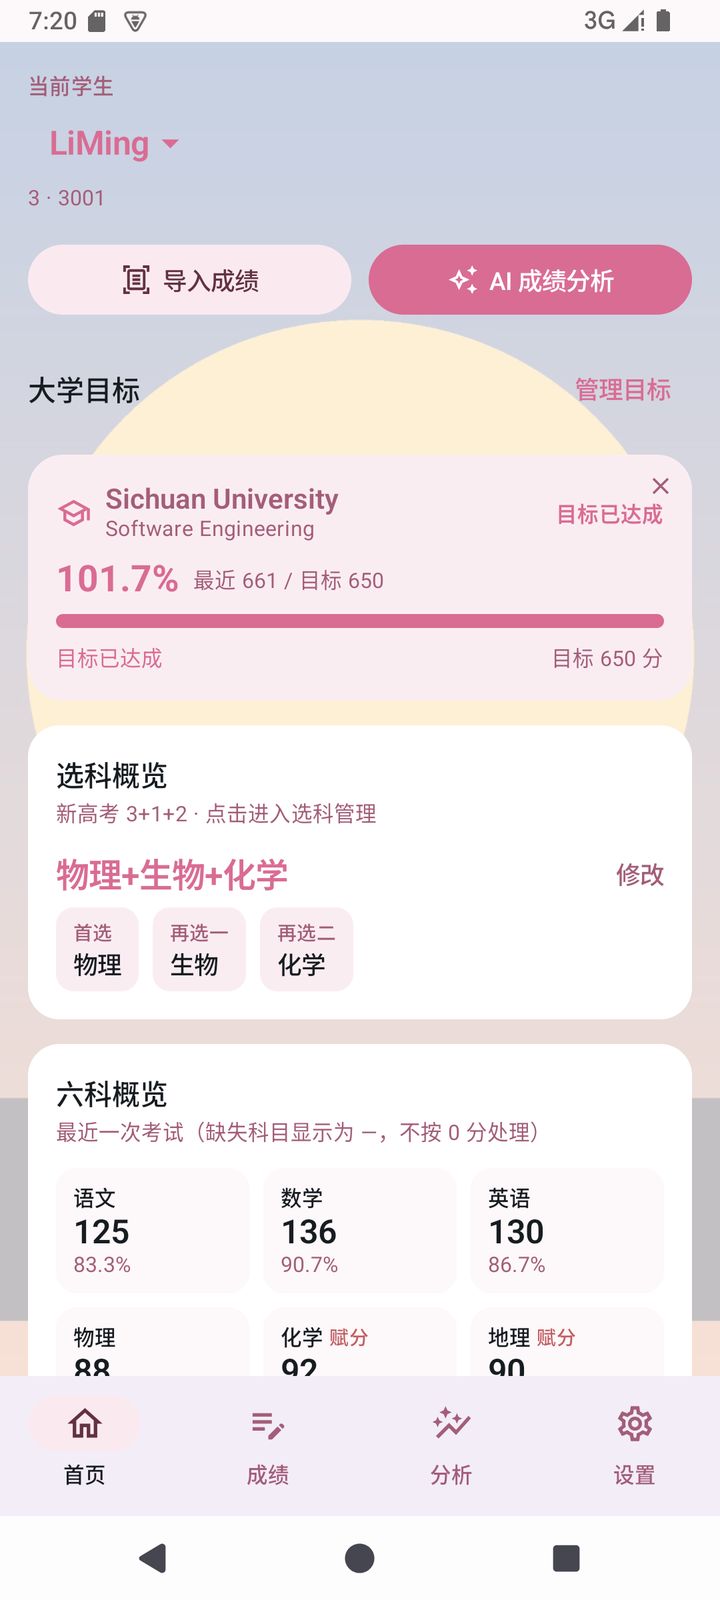 7:20
3G
当前学生
LiMing
3 · 3001
导入成绩
AI 成绩分析
大学目标
管理目标
Sichuan University
Software Engineering
目标已达成
101.7%
最近 661 / 目标 650
目标已达成
目标 650 分
选科概览
新高考 3+1+2 · 点击进入选科管理
物理+生物+化学
修改
首选
物理
再选一
生物
再选二
化学
六科概览
最近一次考试（缺失科目显示为 —，不按 0 分处理）
语文
125
83.3%
数学
136
90.7%
英语
130
86.7%
物理
88
化学 赋分
92
地理 赋分
90
首页
成绩
分析
设置